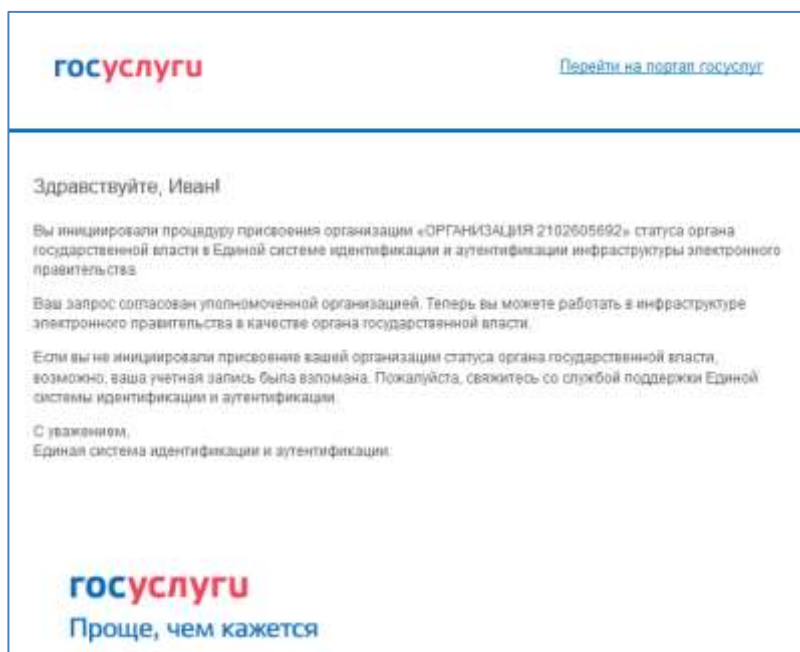 госуслуги
Перейти на портал госуслуг
Здравствуйте, Иван!
Вы инициировали процедуру присвоения организации «ОРГАНИЗАЦИЯ 2102605692» статуса органа
государственной власти в Единой системе идентификации и аутентификации инфраструктуры электронного
правительства.
Ваш запрос согласован уполномоченной организацией. Теперь вы можете работать в инфраструктуре
электронного правительства в качестве органа государственной власти.
Если вы не инициировали присвоение вашей организации статуса органа государственной власти,
возможно, ваша учетная запись была взломана. Пожалуйста, свяжитесь со службой поддержки Единой
системы идентификации и аутентификации.
С уважением,
Единая система идентификации и аутентификации.
госуслуги
Проще, чем кажется